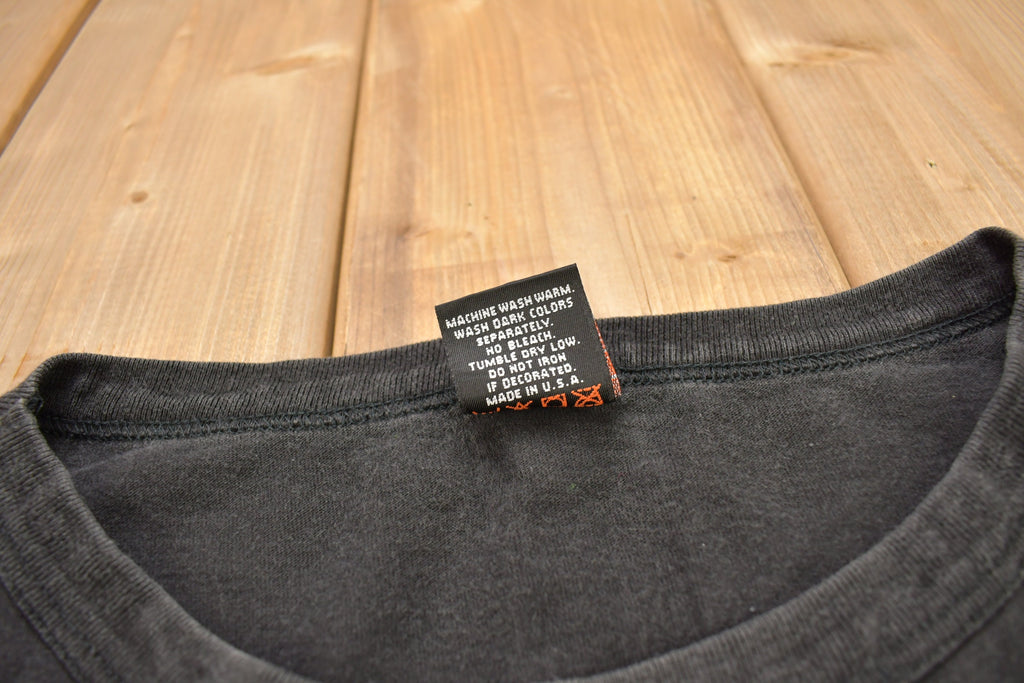 MACHINE WASH WARM.
WASH DARK COLORS
SEPARATELY.
NO BLEACH.
TUMBLE DRY LOW.
DO NOT IRON
IF DECORATED.
MADE IN U.S.A.